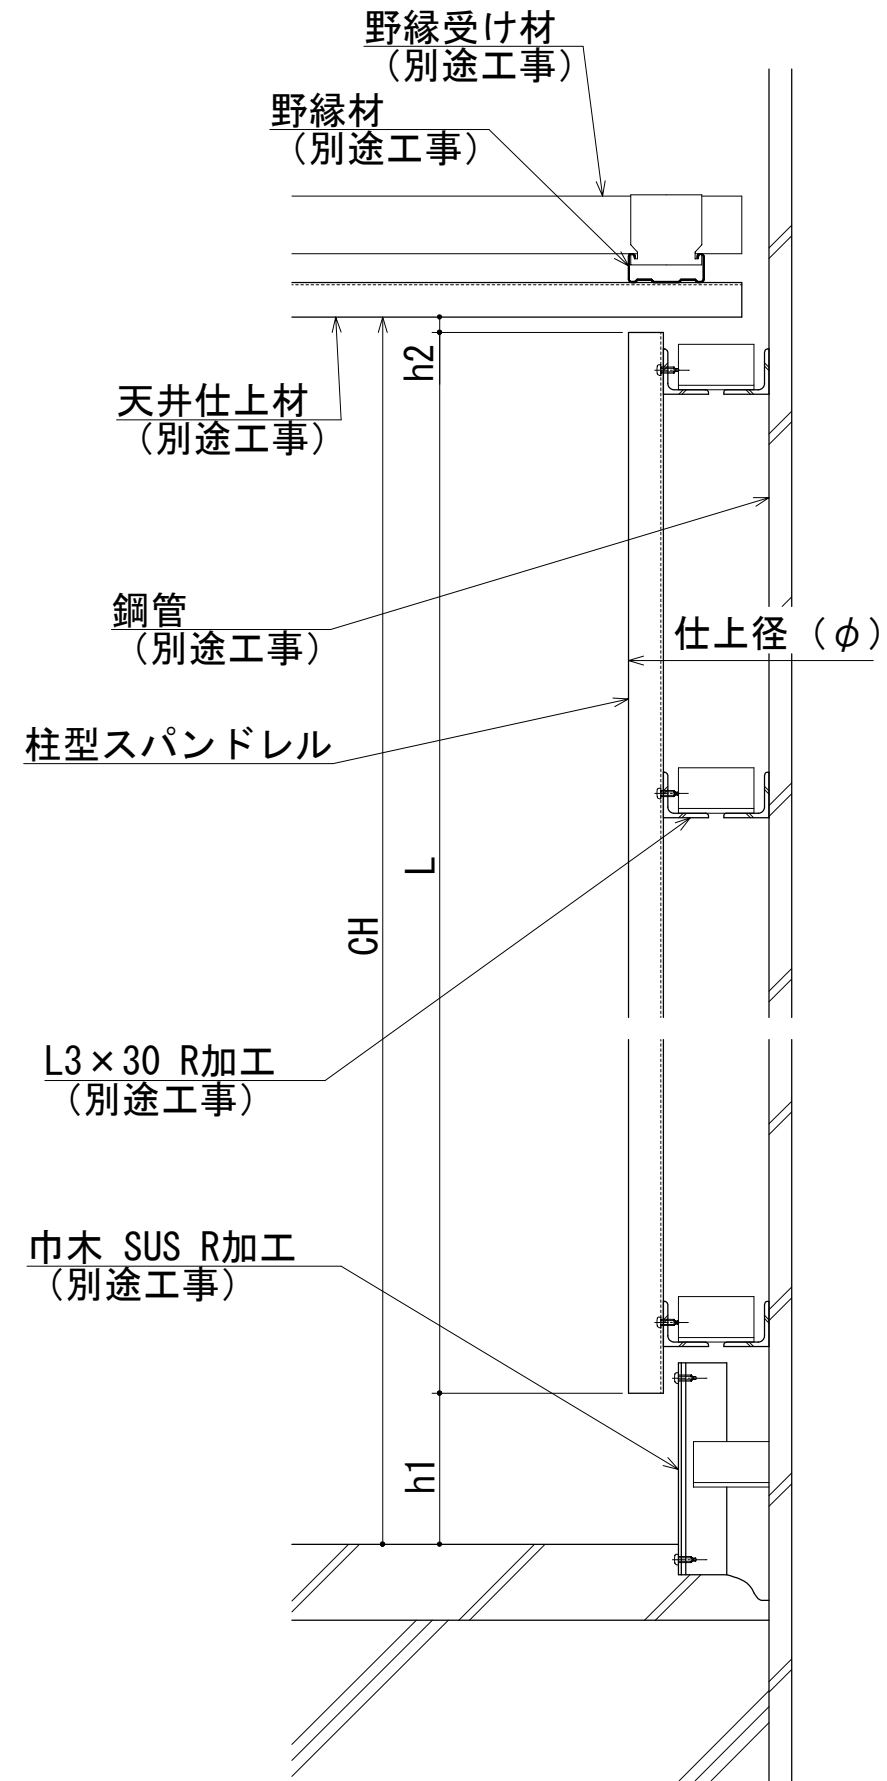 野縁受け材
（別途工事）
野縁材
（別途工事）
h2
天井仕上材
（別途工事）
鋼管
（別途工事）
仕上径（φ）
柱型スパンドレル
L
CH
L3×30 R加工
（別途工事）
巾木 SUS R加工
（別途工事）
h1